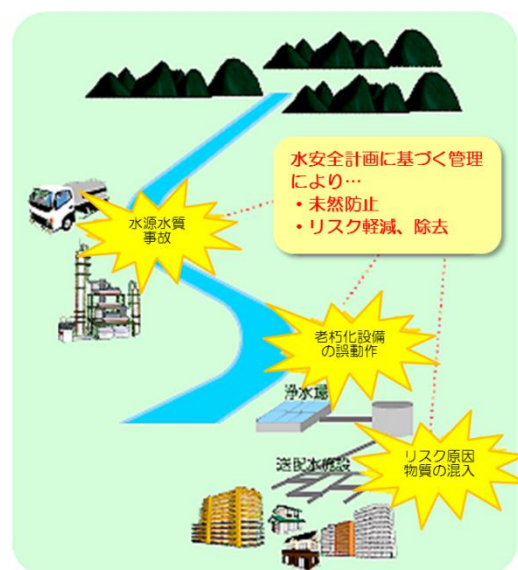 水安全計画に基づく管理
により…
・未然防止
・リスク軽減、除去
水源水質
事故
老朽化設備
の誤動作
浄水場
リスク原因
物質の混入
送配水施設